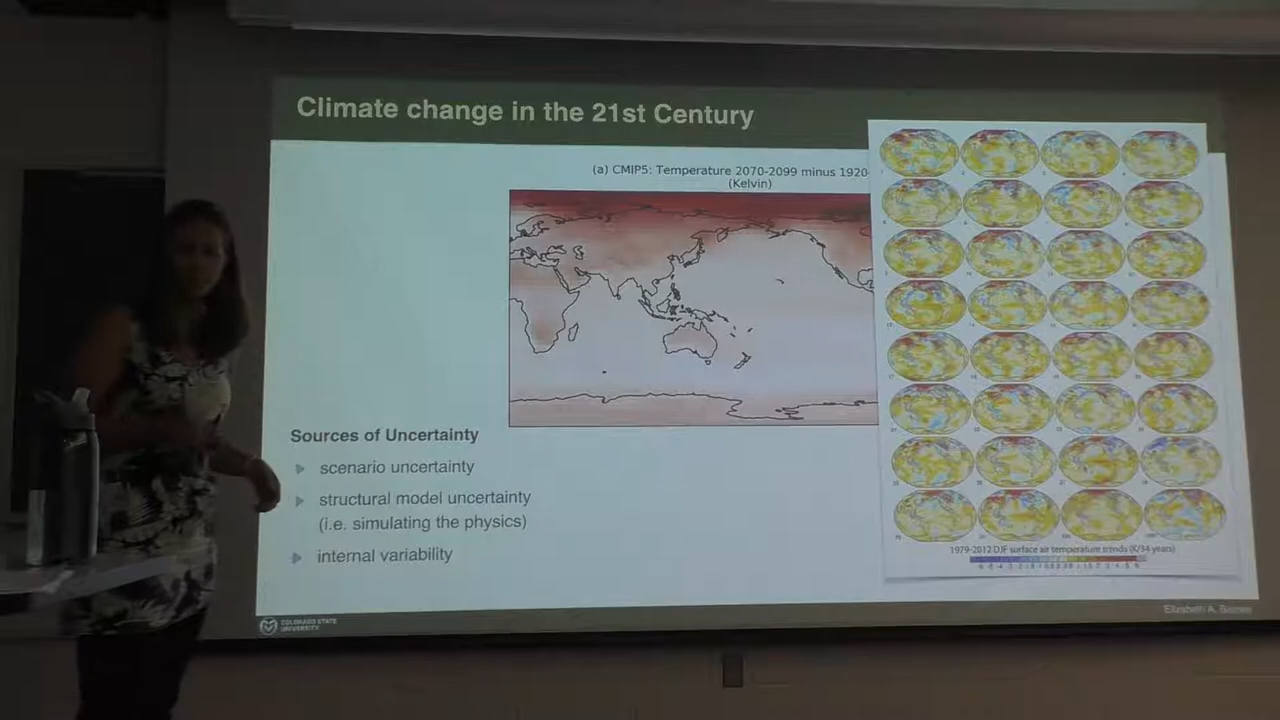 Climate change in the 21st Century
(a) CMIP5: Temperature 2070-2099 minus 1920-
(Kelvin)
Sources of Uncertainty
scenario uncertainty
structural model uncertainty
(i.e. simulating the physics)
internal variability
1979-2012 DJF surface air temperature trends (K/34 years)
COLORADO STATE
UNIVERSITY
Elizabeth A. Barnes